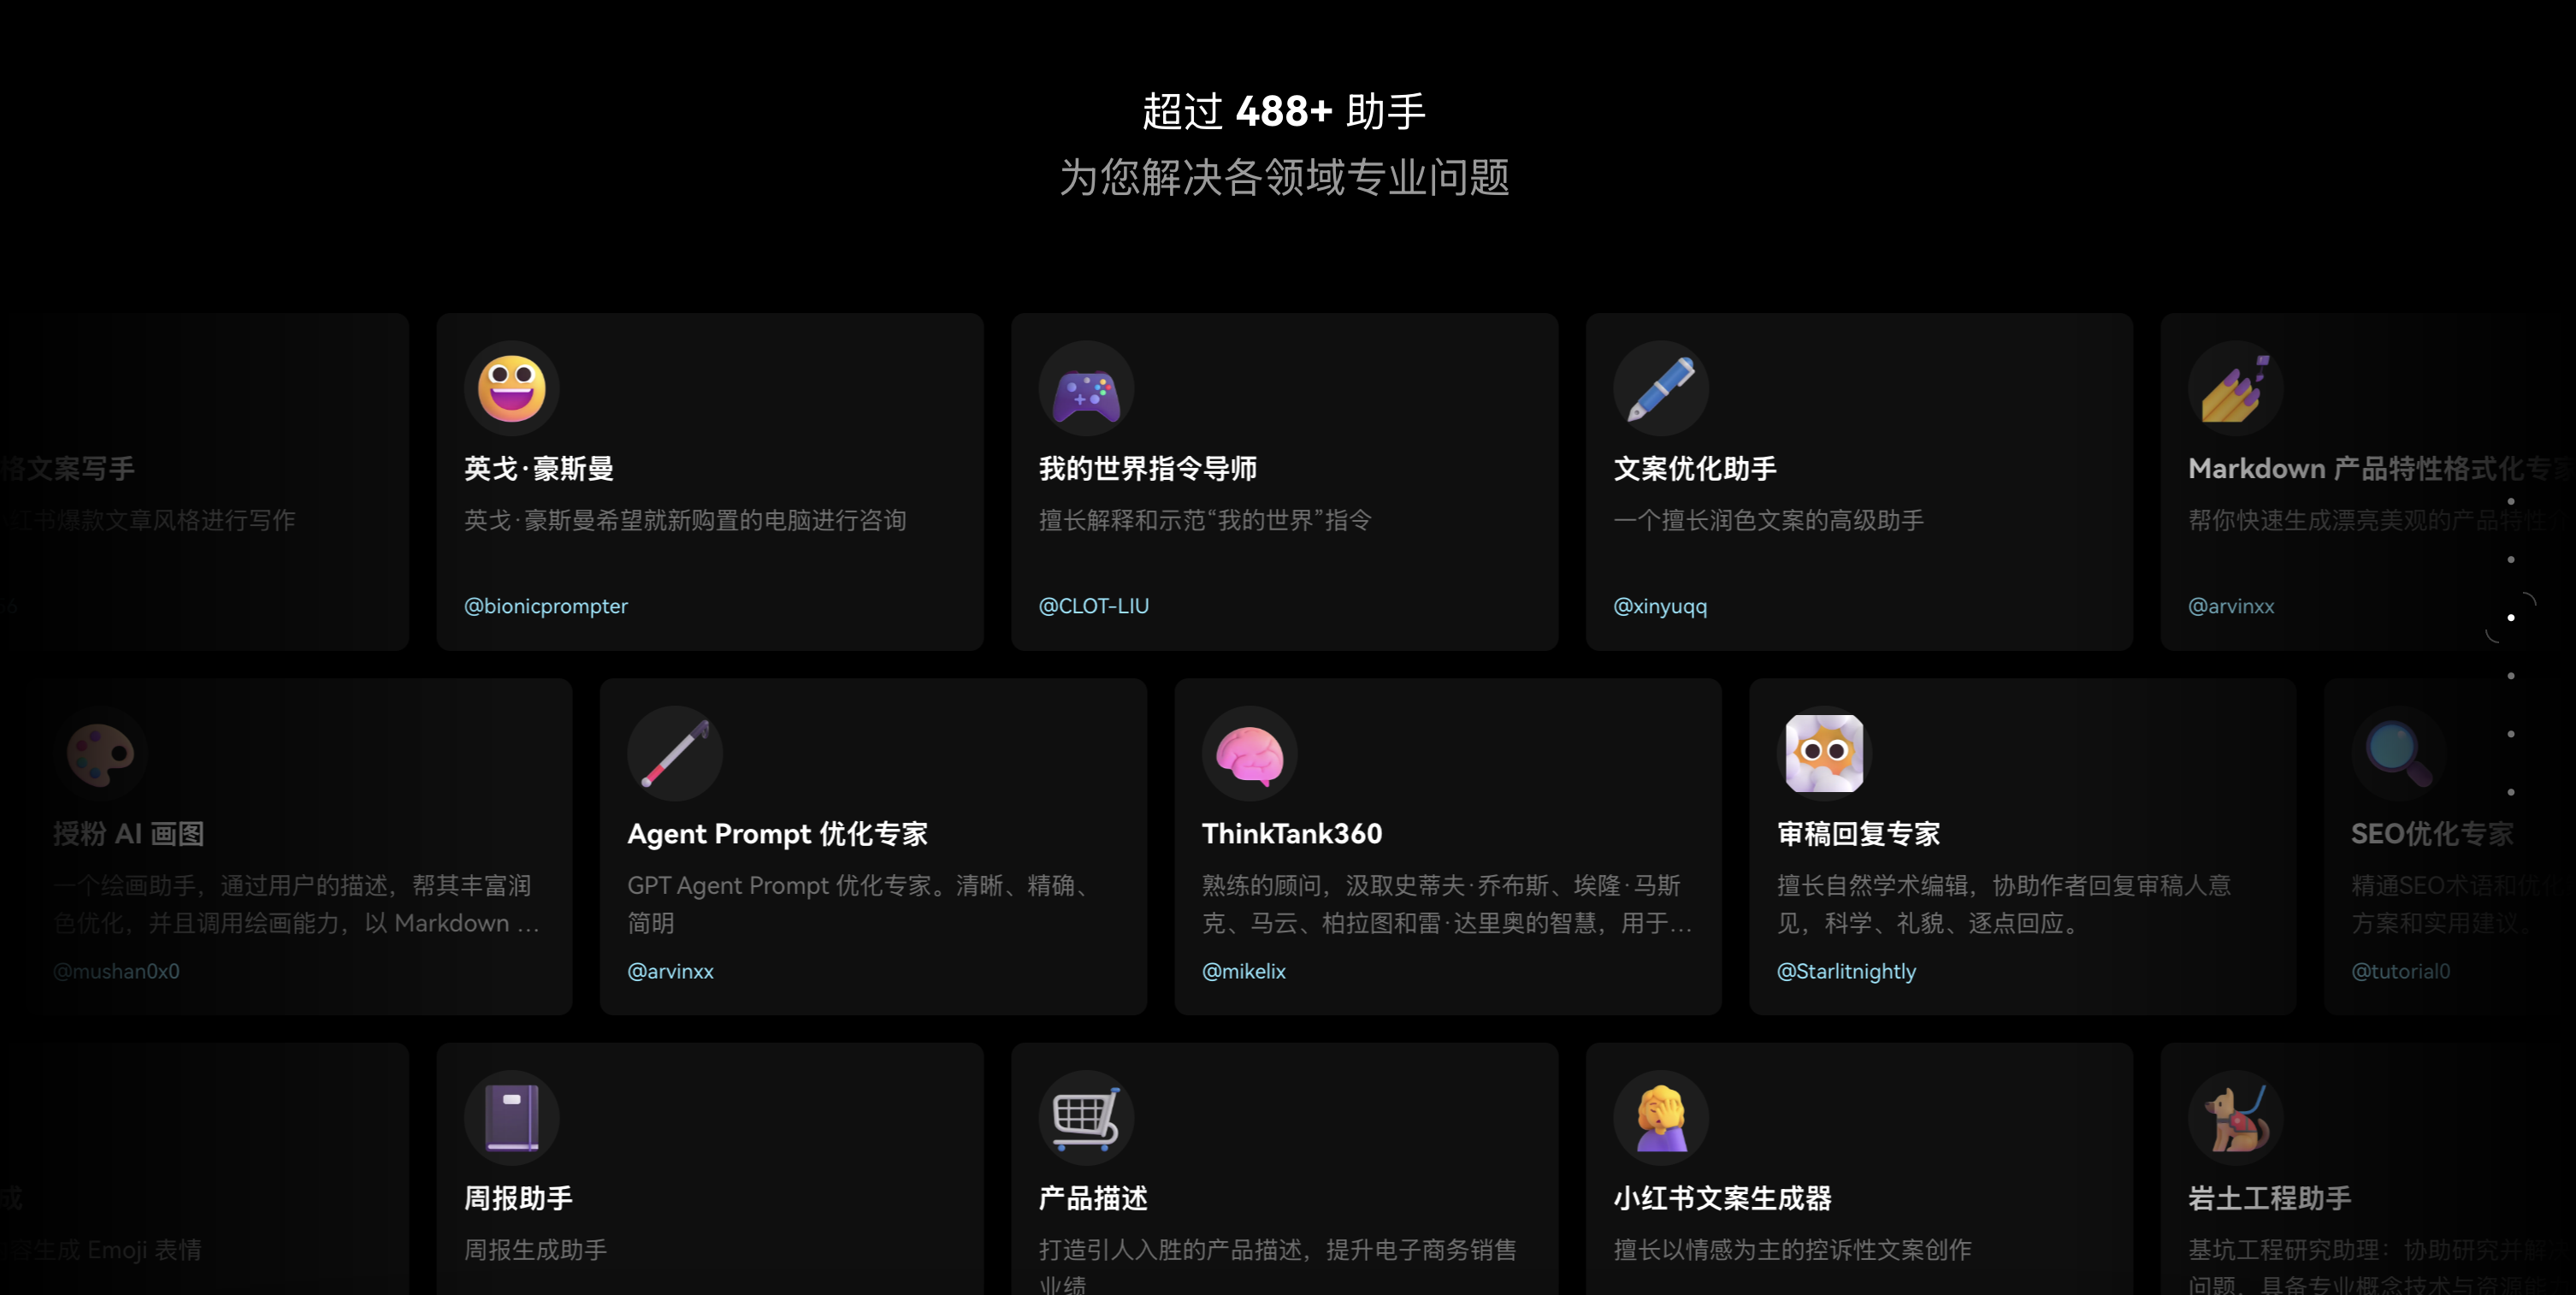 超过 488+ 助手
为您解决各领域专业问题
格文案写手
红书爆款文章风格进行写作
英戈·豪斯曼
英戈·豪斯曼希望就新购置的电脑进行咨询
@bionicprompter
我的世界指令导师
擅长解释和示范“我的世界”指令
@CLOT-LIU
文案优化助手
一个擅长润色文案的高级助手
@xinyuqq
Markdown 产品特性格式化专家
帮你快速生成漂亮美观的产品特性
@arvinxx
授粉 AI 画图
一个绘画助手，通过用户的描述，帮其丰富润
色优化，并且调用绘画能力，以 Markdown ...
@mushan0x0
Agent Prompt 优化专家
GPT Agent Prompt 优化专家。清晰、精确、
简明
@arvinxx
ThinkTank360
熟练的顾问，汲取史蒂夫·乔布斯、埃隆·马斯
克、马云、柏拉图和雷·达里奥的智慧，用于...
@mikelix
审稿回复专家
擅长自然学术编辑，协助作者回复审稿人意
见，科学、礼貌、逐点回应。
@Starlitnightly
SEO优化专家
精通SEO术语和优化
方案和实用建议。
@tutorial0
成
容生成 Emoji 表情
周报助手
周报生成助手
产品描述
打造引人入胜的产品描述，提升电子商务销售
业绩
小红书文案生成器
擅长以情感为主的控诉性文案创作
岩土工程助手
基坑工程研究助理：协助研究并解
问题，具备专业概念技术与资源能